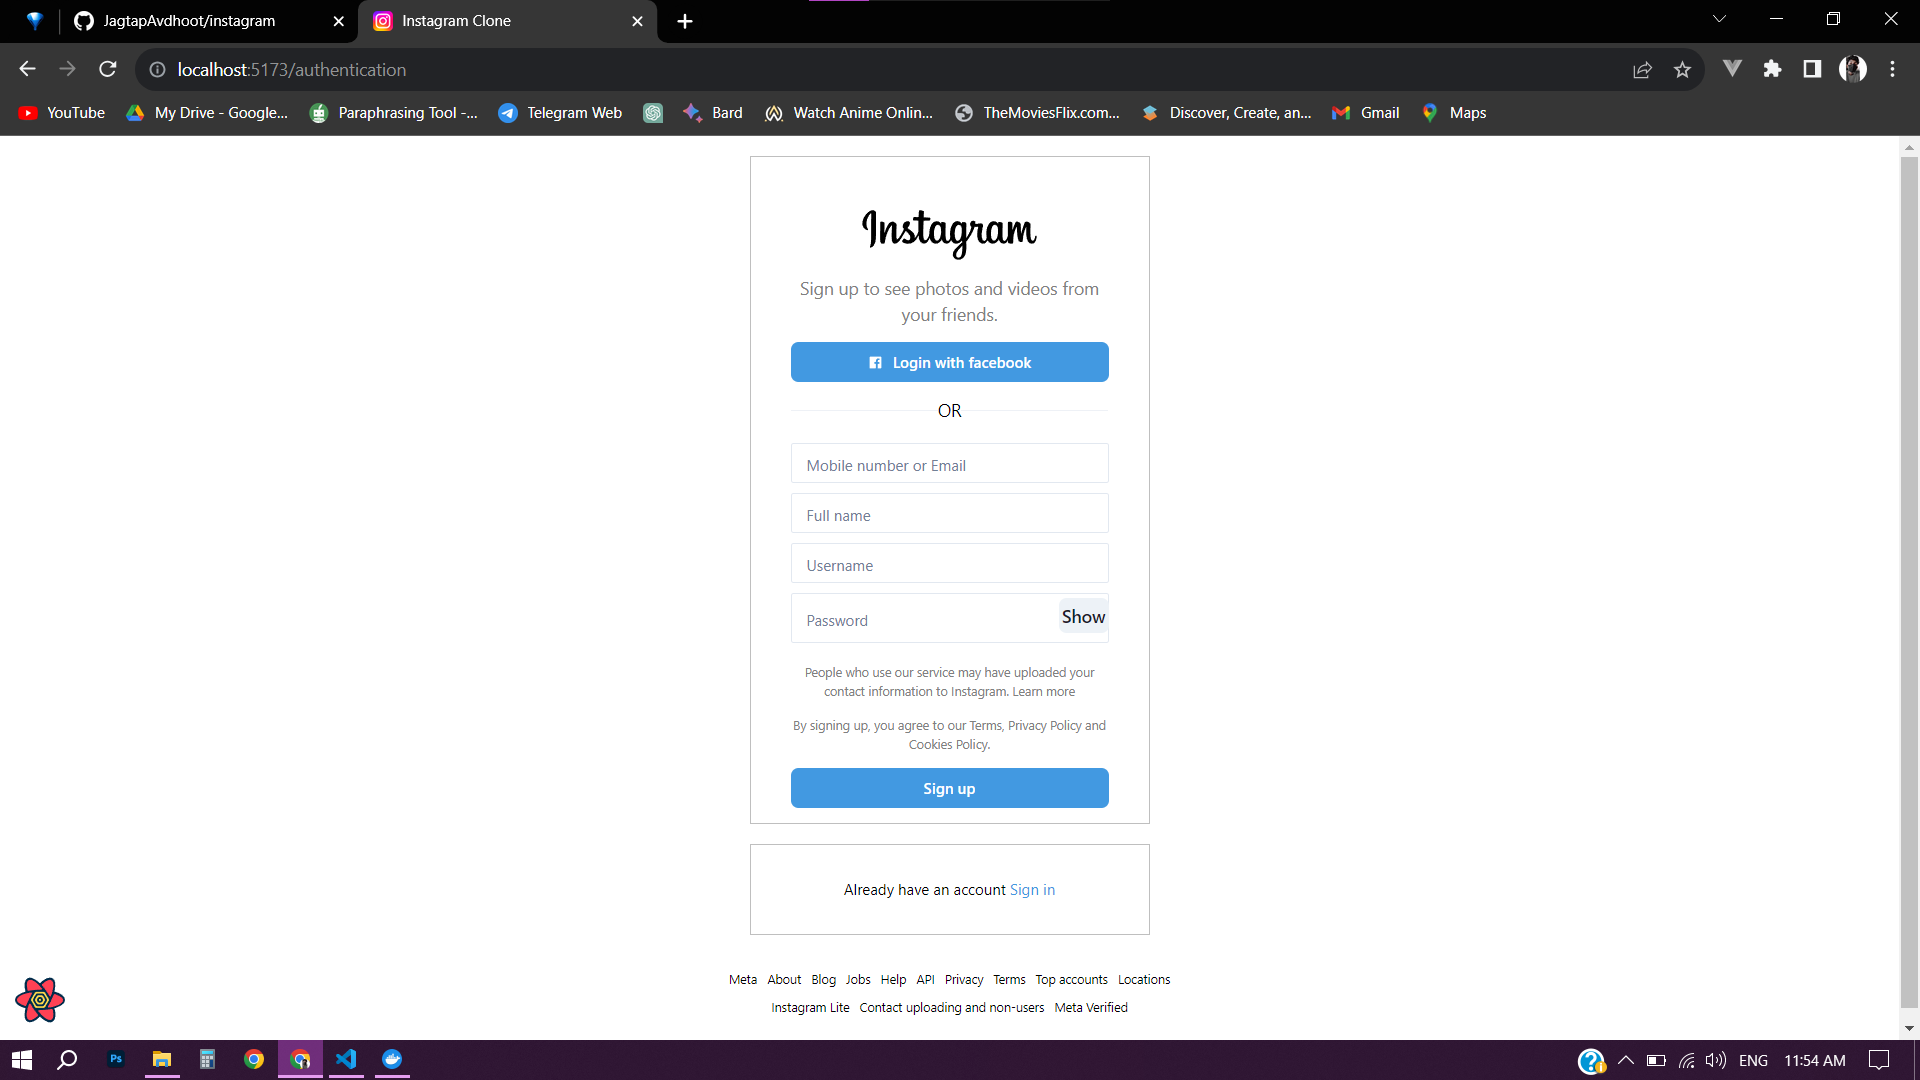 JagtapAvdhoot/instagram
Instagram Clone
localhost:5173/authentication
YouTube
My Drive - Google...
Paraphrasing Tool -...
Telegram Web
Bard
Watch Anime Onlin...
TheMoviesFlix.com...
Discover, Create, an...
Gmail
Maps
Instagram
Sign up to see photos and videos from
your friends.
Login with facebook
OR
Mobile number or Email
Full name
Username
Password
Show
People who use our service may have uploaded your
contact information to Instagram. Learn more
By signing up, you agree to our Terms, Privacy Policy and
Cookies Policy.
Sign up
Already have an account Sign in
Meta About Blog Jobs Help API Privacy Terms Top accounts Locations
Instagram Lite Contact uploading and non-users Meta Verified
Ps
ENG
11:54 AM